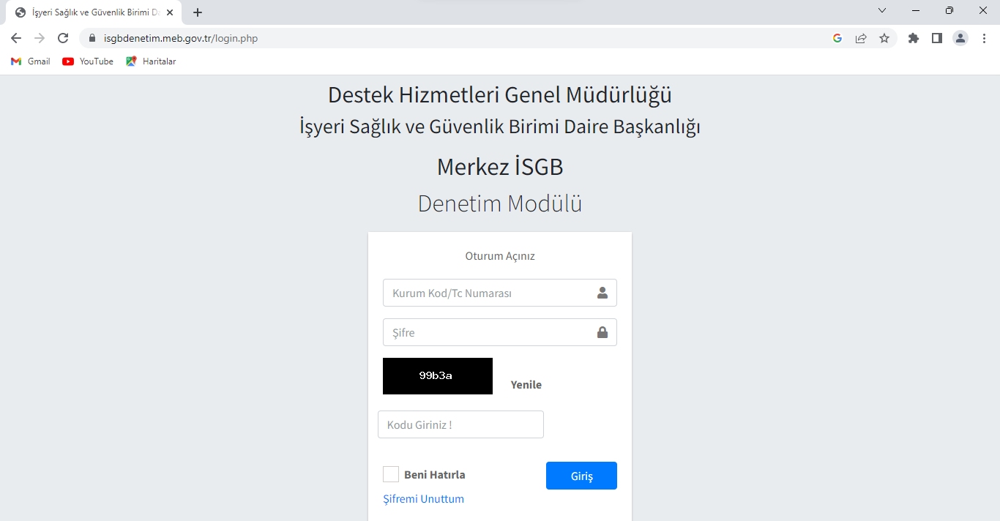 İşyeri Sağlık ve Güvenlik Birimi Da
isgbdenetim.meb.gov.tr/login.php
Gmail YouTube Haritalar
Destek Hizmetleri Genel Müdürlüğü
İşyeri Sağlık ve Güvenlik Birimi Daire Başkanlığı
Merkez İSGB
Denetim Modülü
Oturum Açınız
Kurum Kod/Tc Numarası
Şifre
99b3a
Yenile
Kodu Giriniz !
Beni Hatırla
Giriş
Şifremi Unuttum